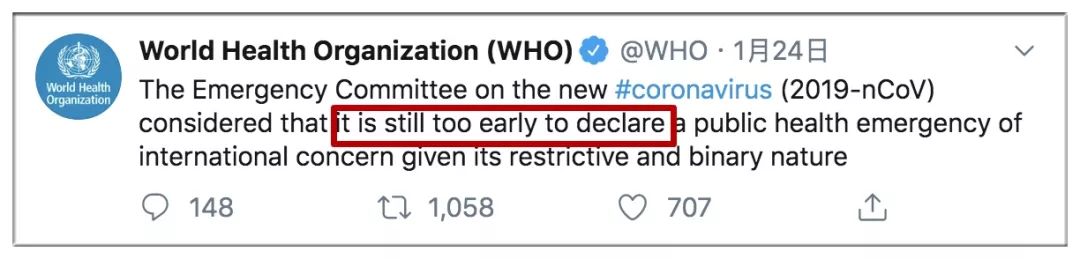 World Health Organization (WHO) @WHO · 1月24日
World Health
Organization
The Emergency Committee on the new #coronavirus (2019-nCoV)
considered that it is still too early to declare a public health emergency of
international concern given its restrictive and binary nature
148 1,058 707